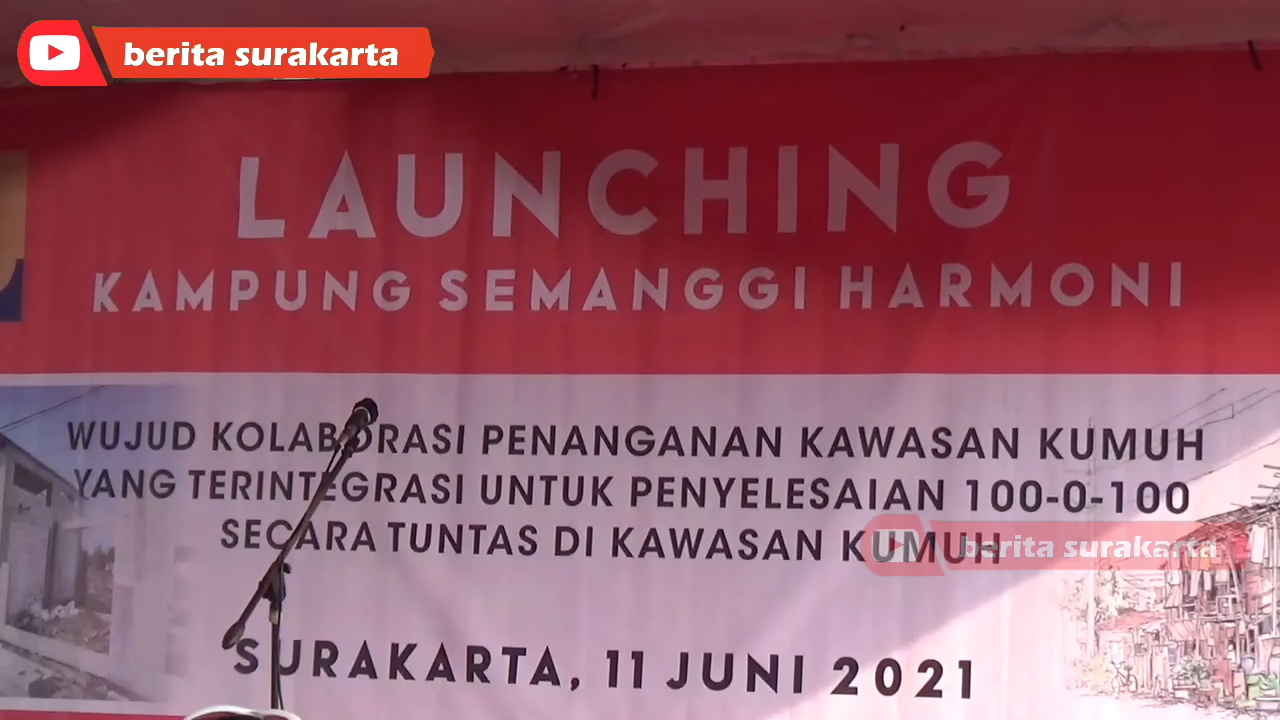 berita surakarta
LAUNCHING
KAMPUNG SEMANGGI HARMONI
WUJUD KOLABORASI PENANGANAN KAWASAN KUMUH
YANG TERINTEGRASI UNTUK PENYELESAIAN 100-0-100
SECARA TUNTAS DI KAWASAN KUMUH
berita surakarta
SURAKARTA, 11 JUNI 2021